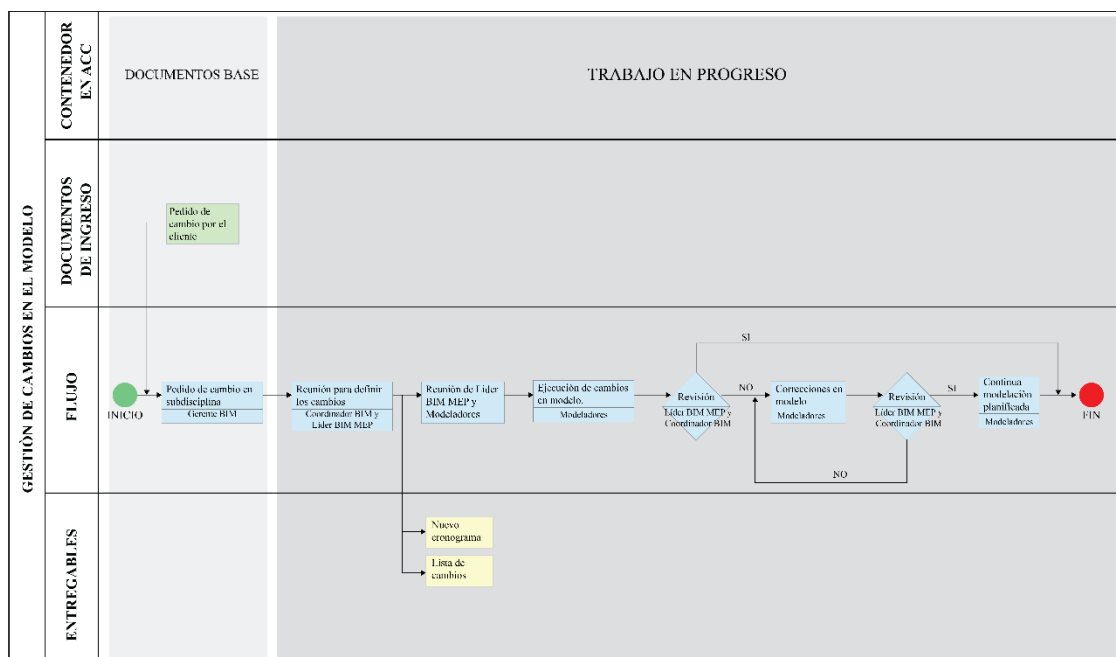 GESTIÓN DE CAMBIOS EN EL MODELO
CONTENEDOR
EN ACC
DOCUMENTOS BASE
TRABAJO EN PROGRESO
DOCUMENTOS
DE INGRESO
Pedido de
cambio por el
cliente
FLUJO
INICIO
Pedido de cambio en
subdisciplina
Gerente BIM
Reunión para definir
los cambios
Coordinador BIM y
Líder BIM MEP
Reunión de Líder
BIM MEP y
Modeladores
Ejecución de cambios
en modelo.
Modeladores
Revisión
Líder BIM MEP y
Coordinador BIM
SI
NO
Correcciones en
modelo
Modeladores
Revisión
Líder BIM MEP y
Coordinador BIM
SI
NO
Continua
modelación
planificada
Modeladores
FIN
ENTREGABLES
Nuevo
cronograma
Lista de
cambios